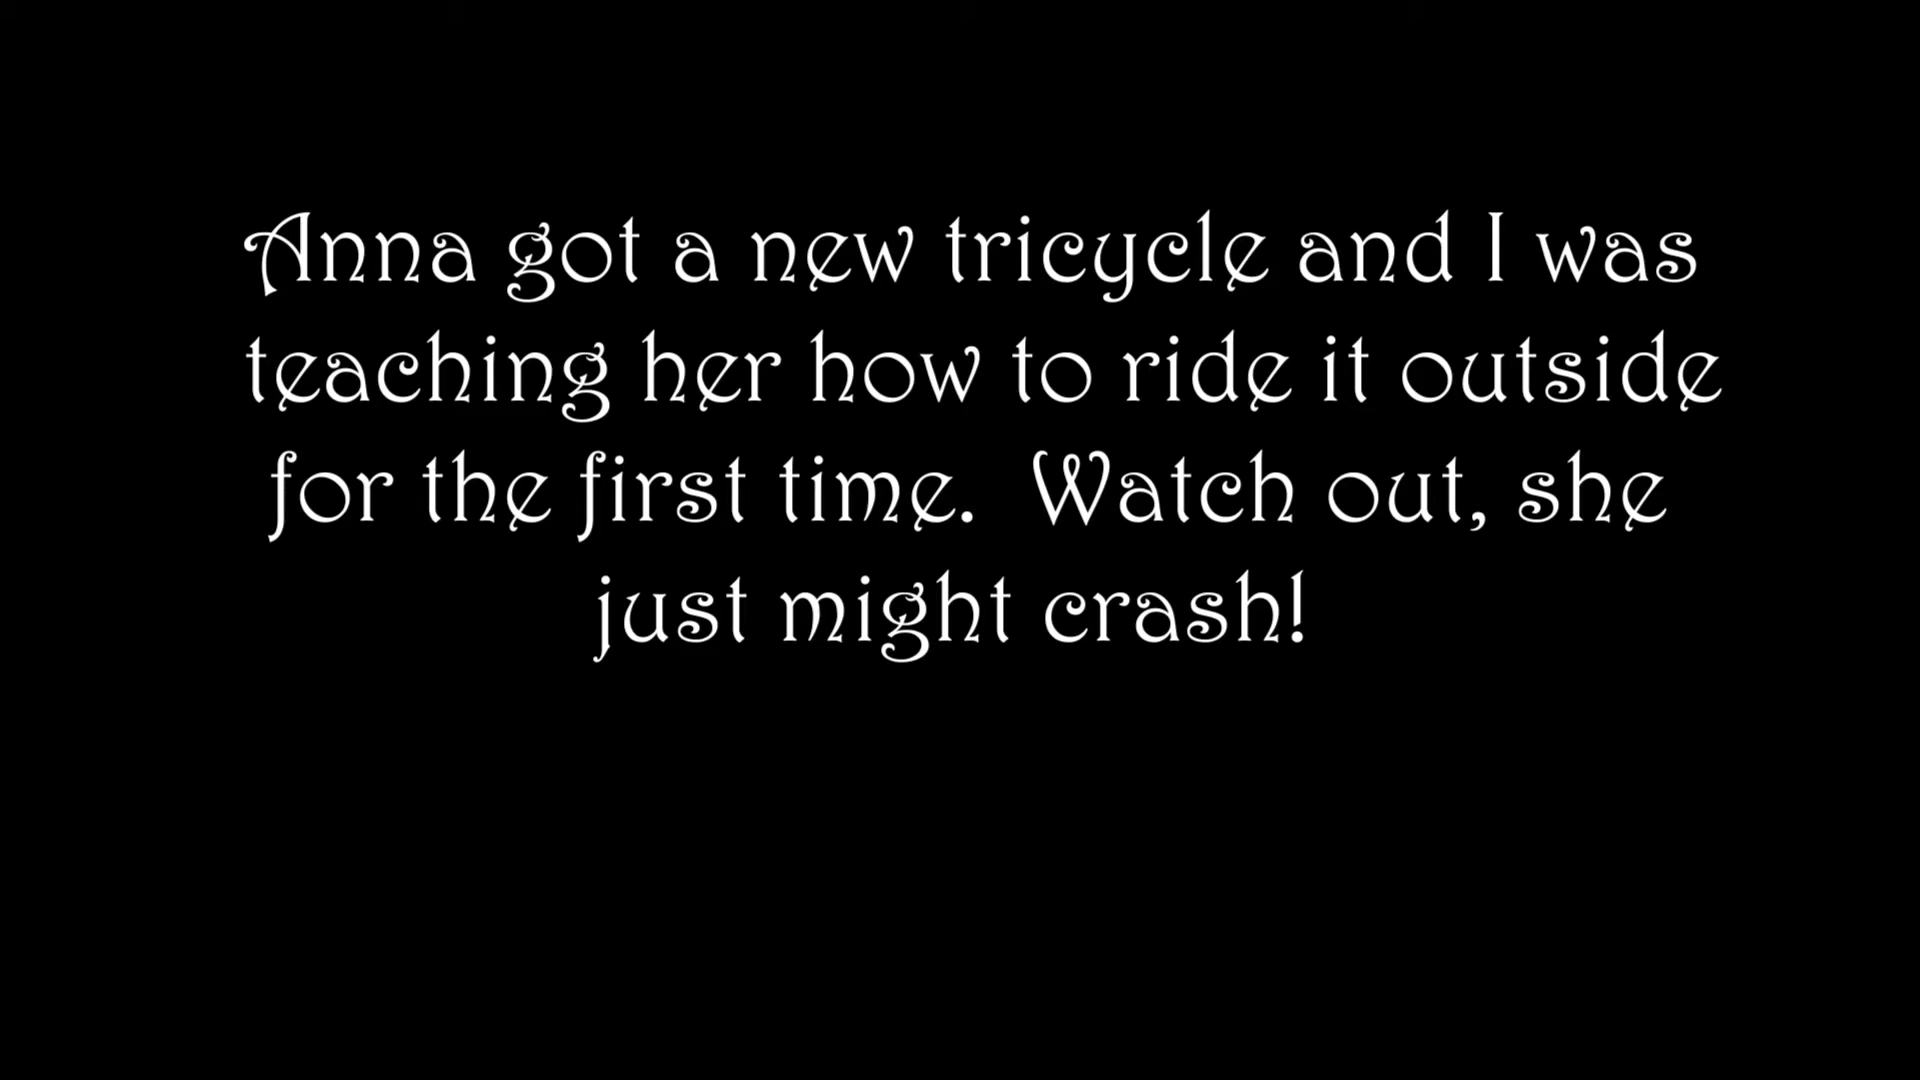 Anna got a new tricycle and I was
teaching her how to ride it outside
for the first time.  Watch out, she
just might crash!